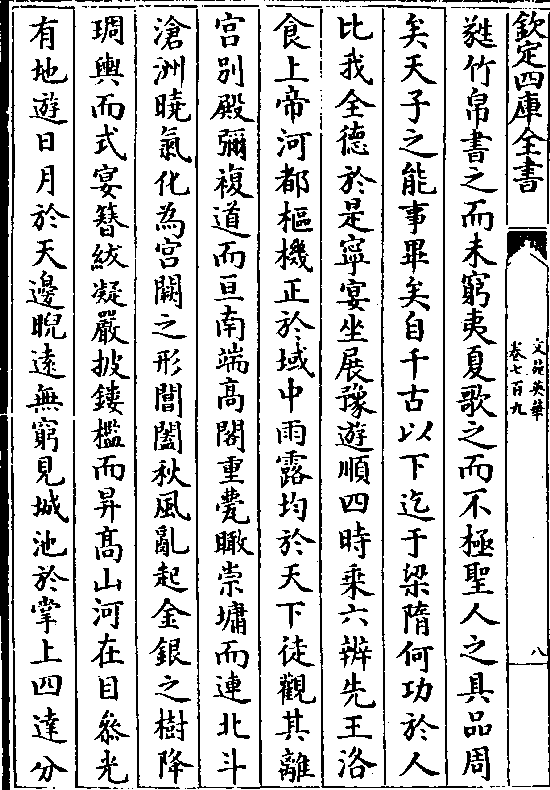 欽定四庫全書
文苑英華
卷七百九
八
蕤竹帛書之而未窮夷夏歌之而不極聖人之具品周
矣天子之能事畢矣自千古以下迄于梁隋何功於人
比我全德於是寧宴坐展豫遊順四時乘六辨先王洛
食上帝河都樞機正於域中雨露均於天下徒觀其離
宫别殿彌複道而亘南端髙閣重甍瞰崇墉而連北斗
滄洲曉氣化為宫闕之形閶闔秋風亂起金銀之樹降
琱輿而式宴簪紱凝嚴披鏤檻而昇髙山河在目㕘光
有地遊日月於天邊睨遠無窮見城池於掌上四達分